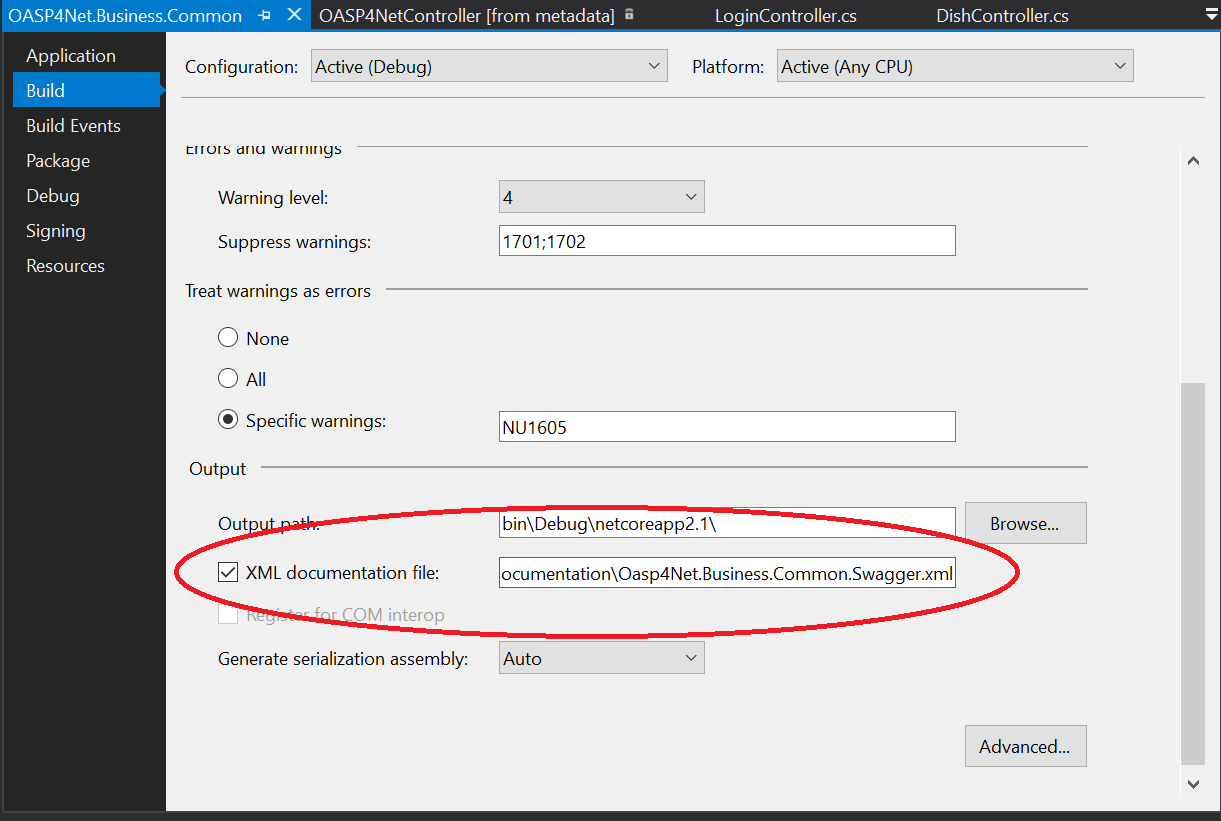 OASP4Net.Business.Common OASP4NetController [from metadata] LoginController.cs DishController.cs
Application
Build
Build Events
Package
Debug
Signing
Resources
Configuration: Active (Debug) Platform: Active (Any CPU)
Errors and warnings
Warning level: 4
Suppress warnings: 1701;1702
Treat warnings as errors
None
All
Specific warnings: NU1605
Output
Output path: bin\Debug\netcoreapp2.1\ Browse...
XML documentation file: ocumentation\Oasp4Net.Business.Common.Swagger.xml
Register for COM interop
Generate serialization assembly: Auto
Advanced...